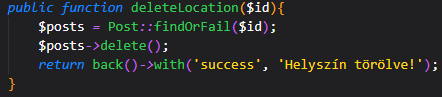 public function deleteLocation($id){
    $posts = Post::findOrFail($id);
    $posts->delete();
    return back()->with('success', 'Helyszín törölve!');
}